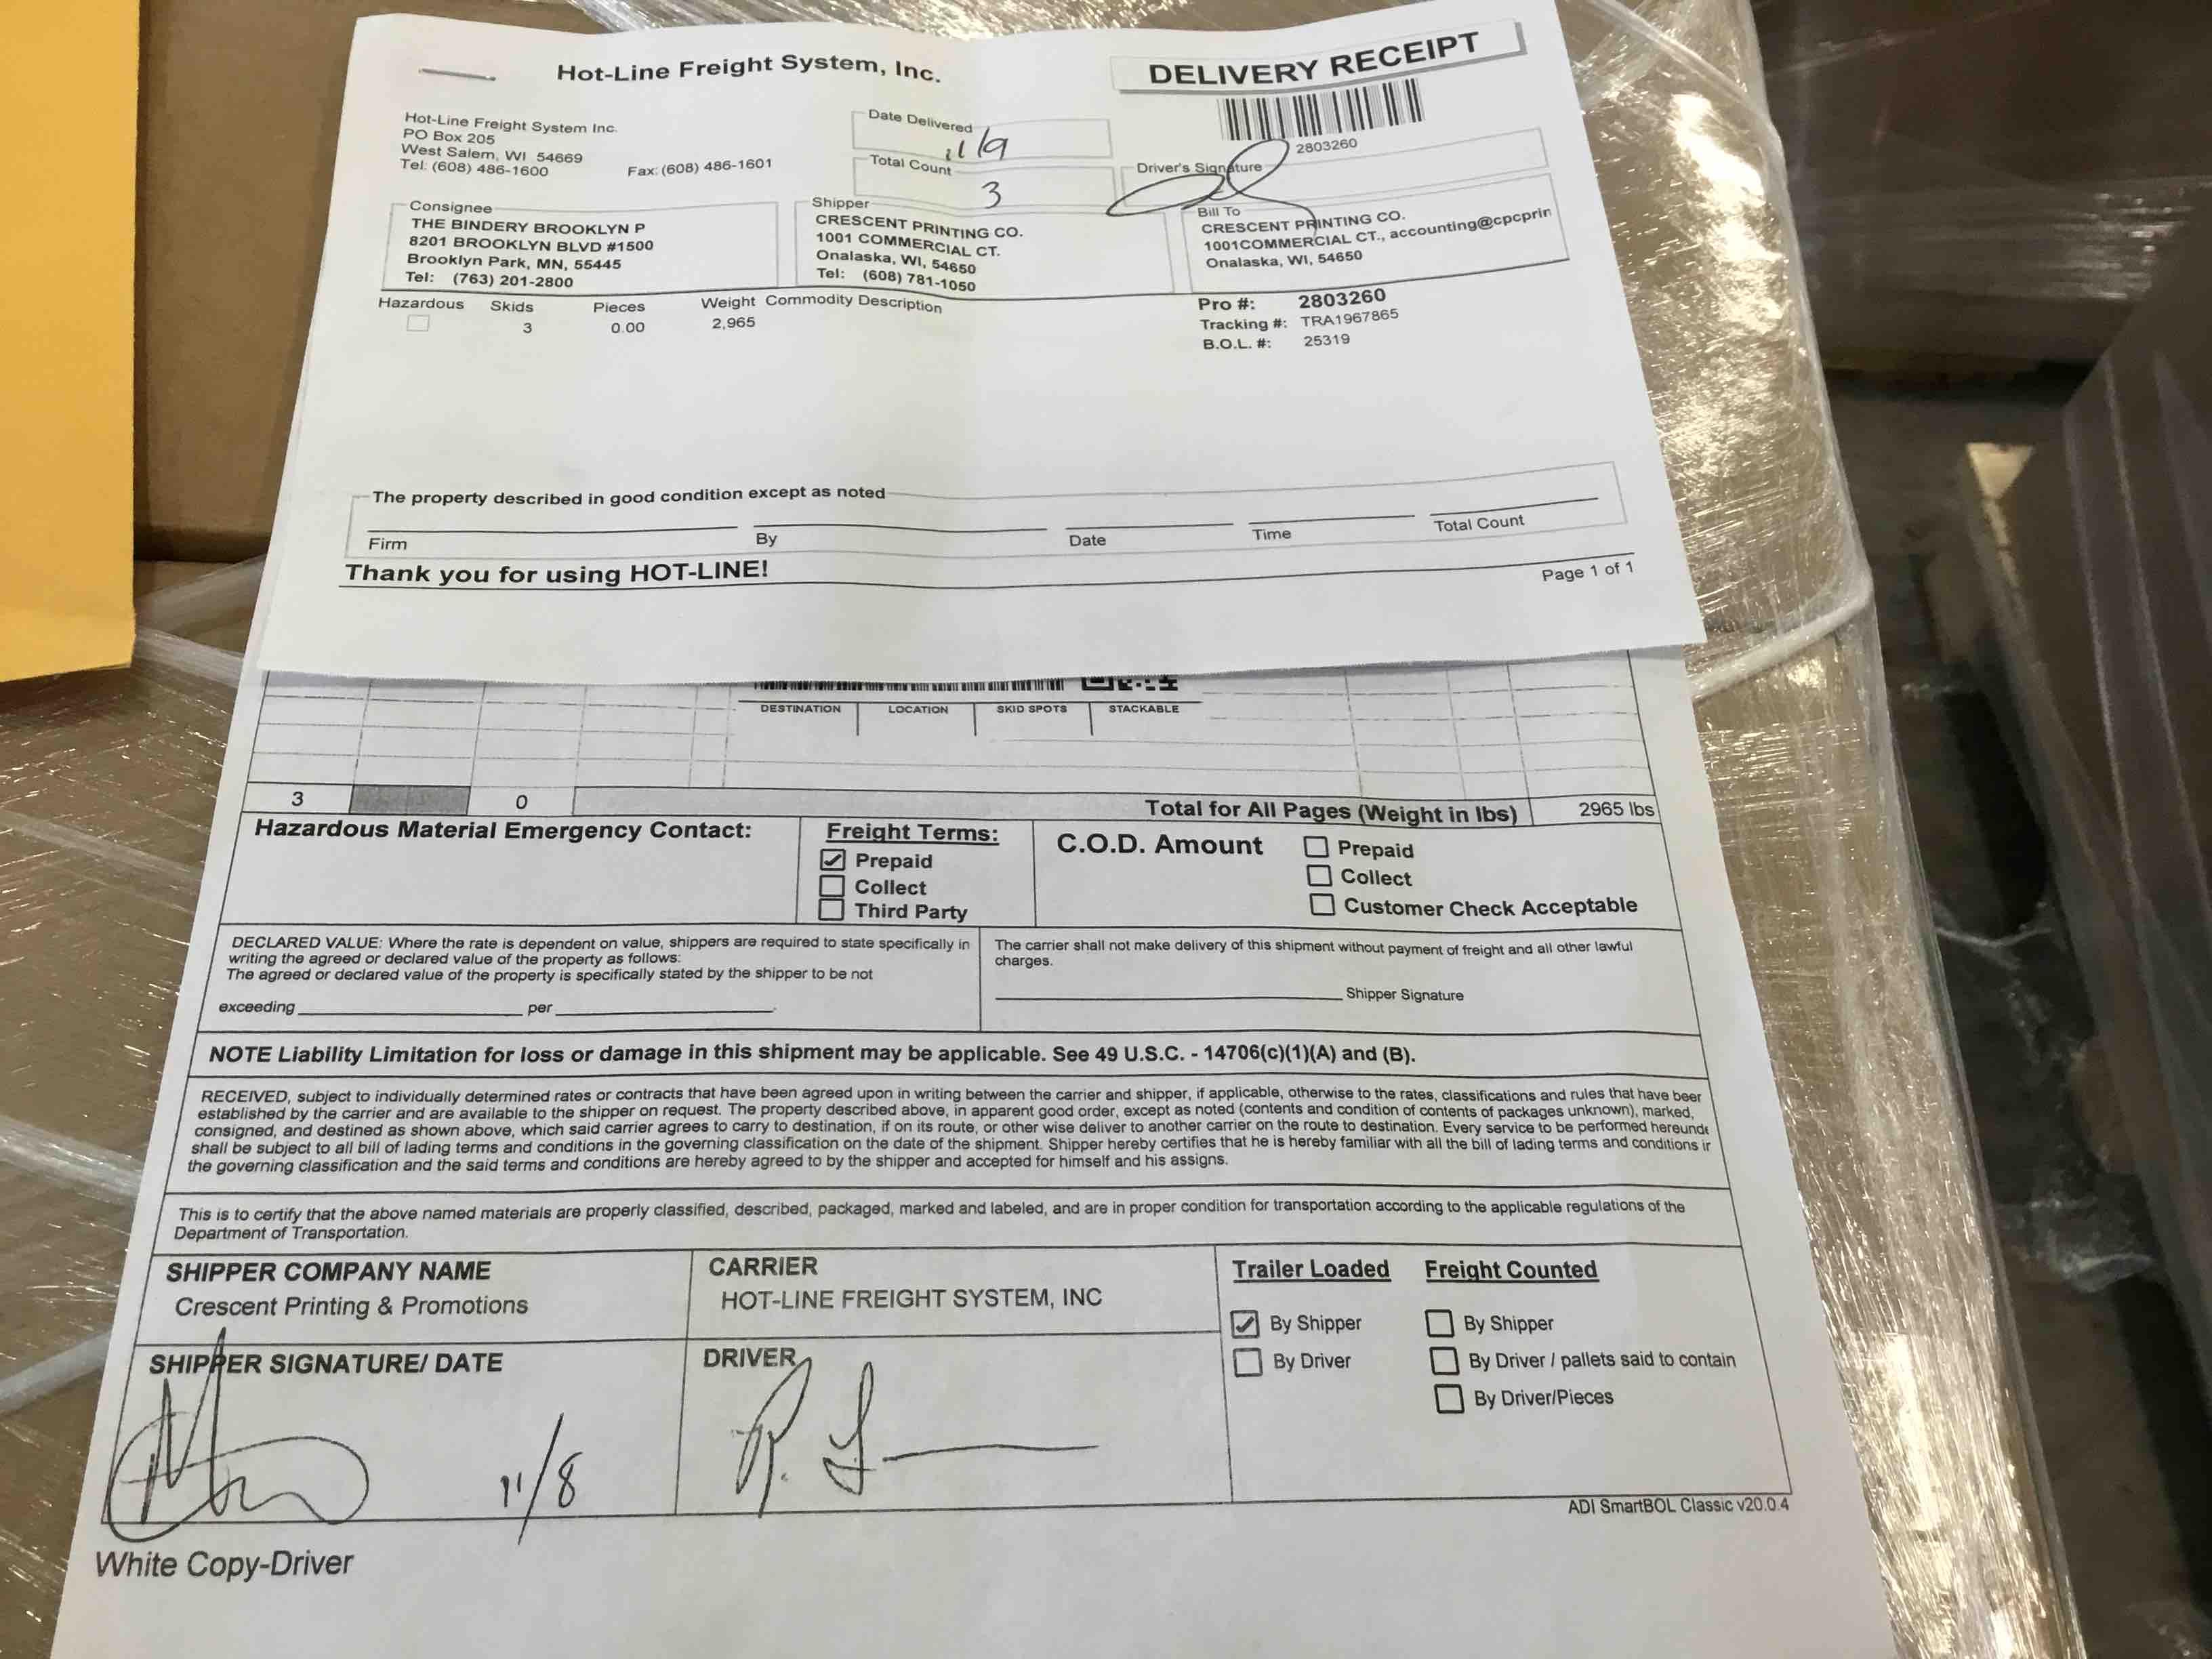 Hot-Line Freight System, Inc.
DELIVERY RECEIPT
2803260
Hot-Line Freight System Inc.
PO Box 205
West Salem, WI 54669
Tel: (608) 486-1600 Fax: (608) 486-1601
Date Delivered
11/9
Total Count
3
Driver's Signature
Consignee
THE BINDERY BROOKLYN P
8201 BROOKLYN BLVD #1500
Brooklyn Park, MN, 55445
Tel: (763) 201-2800
Shipper
CRESCENT PRINTING CO.
1001 COMMERCIAL CT.
Onalaska, WI, 54650
Tel: (608) 781-1050
Bill To
CRESCENT PRINTING CO.
1001COMMERCIAL CT., accounting@cpcprin
Onalaska, WI, 54650
Hazardous Skids Pieces Weight Commodity Description
3 0.00 2,965
Pro #: 2803260
Tracking #: TRA1967865
B.O.L. #: 25319
The property described in good condition except as noted
Firm By Date Time Total Count
Thank you for using HOT-LINE!
Page 1 of 1
DESTINATION LOCATION SKID SPOTS STACKABLE
3 0 Total for All Pages (Weight in lbs) 2965 lbs
Hazardous Material Emergency Contact:
Freight Terms:
Prepaid
Collect
Third Party
C.O.D. Amount
Prepaid
Collect
Customer Check Acceptable
DECLARED VALUE: Where the rate is dependent on value, shippers are required to state specifically in
writing the agreed or declared value of the property as follows:
The agreed or declared value of the property is specifically stated by the shipper to be not
exceeding per .
The carrier shall not make delivery of this shipment without payment of freight and all other lawful
charges.
Shipper Signature
NOTE Liability Limitation for loss or damage in this shipment may be applicable. See 49 U.S.C. - 14706(c)(1)(A) and (B).
RECEIVED, subject to individually determined rates or contracts that have been agreed upon in writing between the carrier and shipper, if applicable, otherwise to the rates, classifications and rules that have beer
established by the carrier and are available to the shipper on request. The property described above, in apparent good order, except as noted (contents and condition of contents of packages unknown), marked,
consigned, and destined as shown above, which said carrier agrees to carry to destination, if on its route, or other wise deliver to another carrier on the route to destination. Every service to be performed hereunde
shall be subject to all bill of lading terms and conditions in the governing classification on the date of the shipment. Shipper hereby certifies that he is hereby familiar with all the bill of lading terms and conditions ir
the governing classification and the said terms and conditions are hereby agreed to by the shipper and accepted for himself and his assigns.
This is to certify that the above named materials are properly classified, described, packaged, marked and labeled, and are in proper condition for transportation according to the applicable regulations of the
Department of Transportation.
SHIPPER COMPANY NAME
Crescent Printing & Promotions
CARRIER
HOT-LINE FREIGHT SYSTEM, INC
Trailer Loaded
By Shipper
By Driver
Freight Counted
By Shipper
By Driver / pallets said to contain
By Driver/Pieces
SHIPPER SIGNATURE/ DATE
11/8
DRIVER
ADI SmartBOL Classic v20.0.4
White Copy-Driver